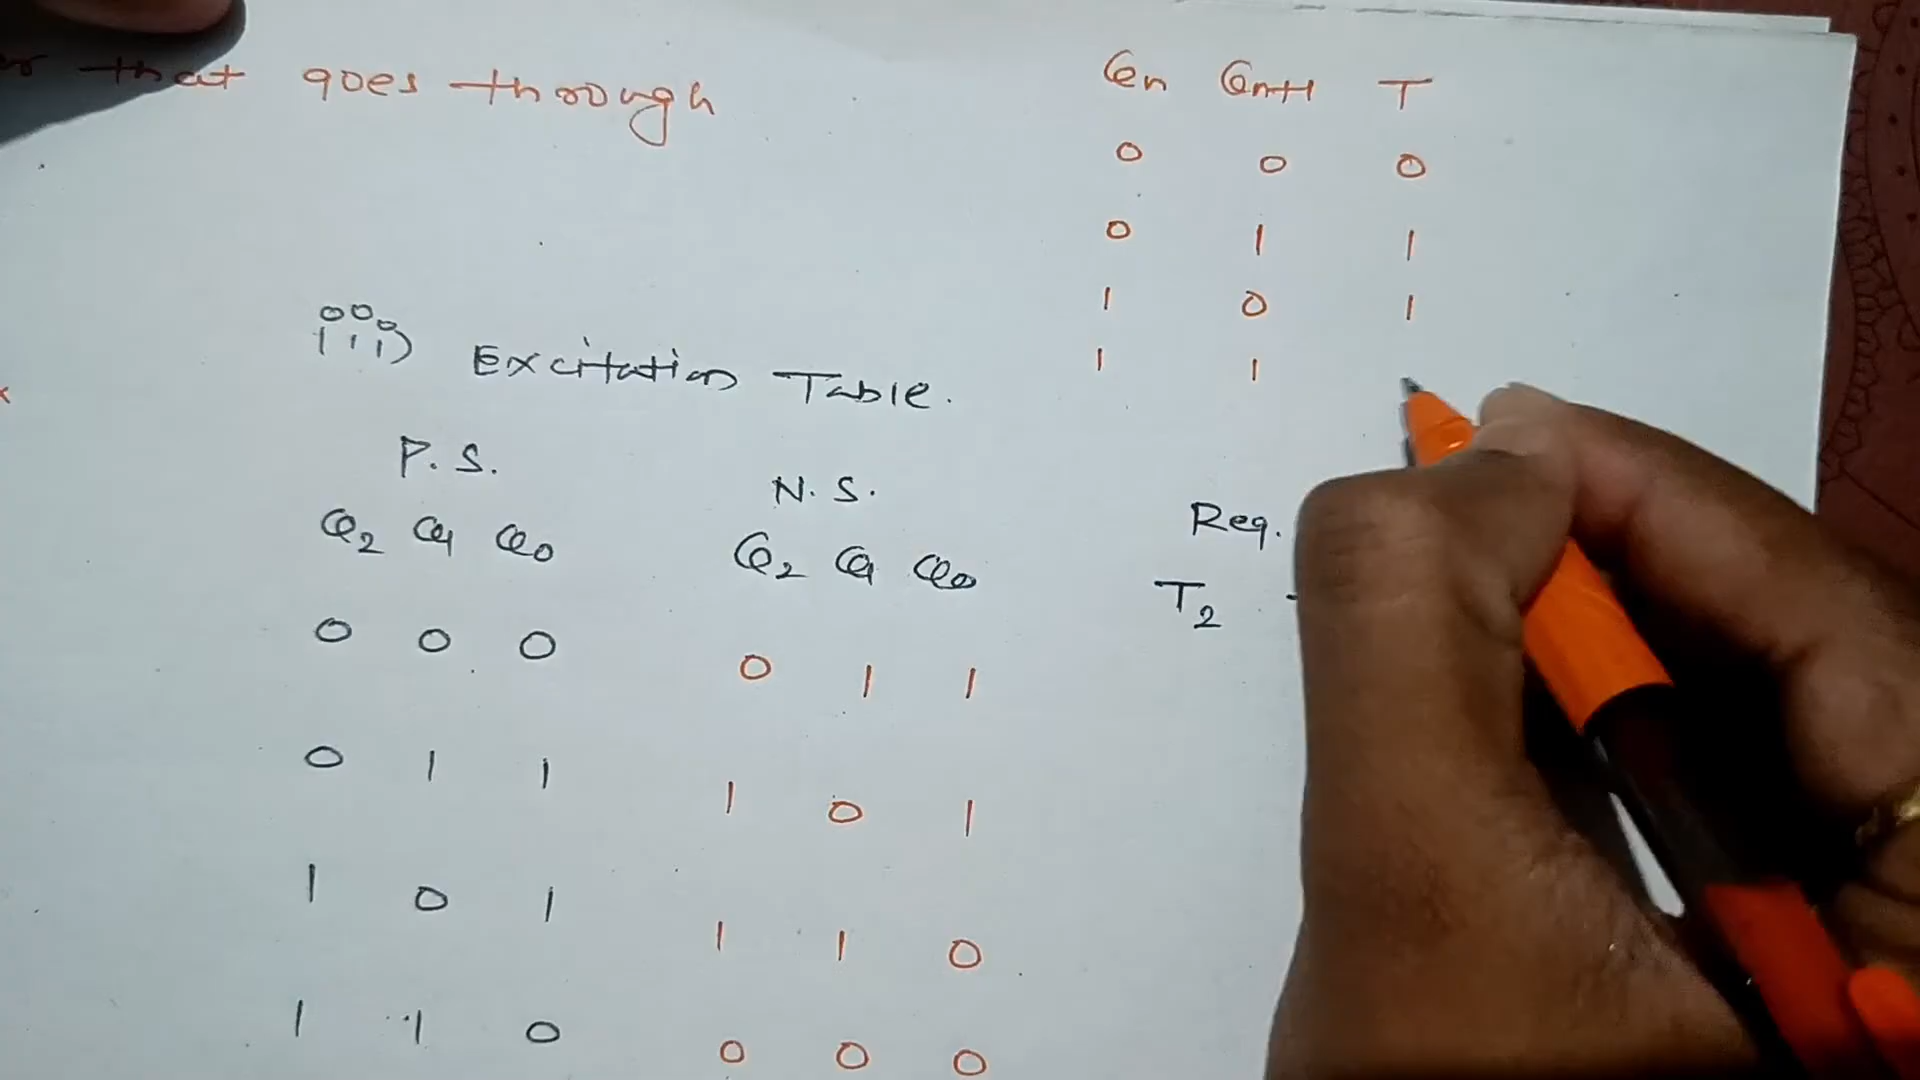 that goes through
Qn Qn+1 T
0 0 0
0 1 1
1 0 1
1 1
iii) Excitation Table.
P. S.
N. S.
Req.
Q2 Q1 Q0
Q2 Q1 Q0
T2
0 0 0
0 1 1
0 1 1
1 0 1
1 0 1
1 1 0
1 1 0
0 0 0